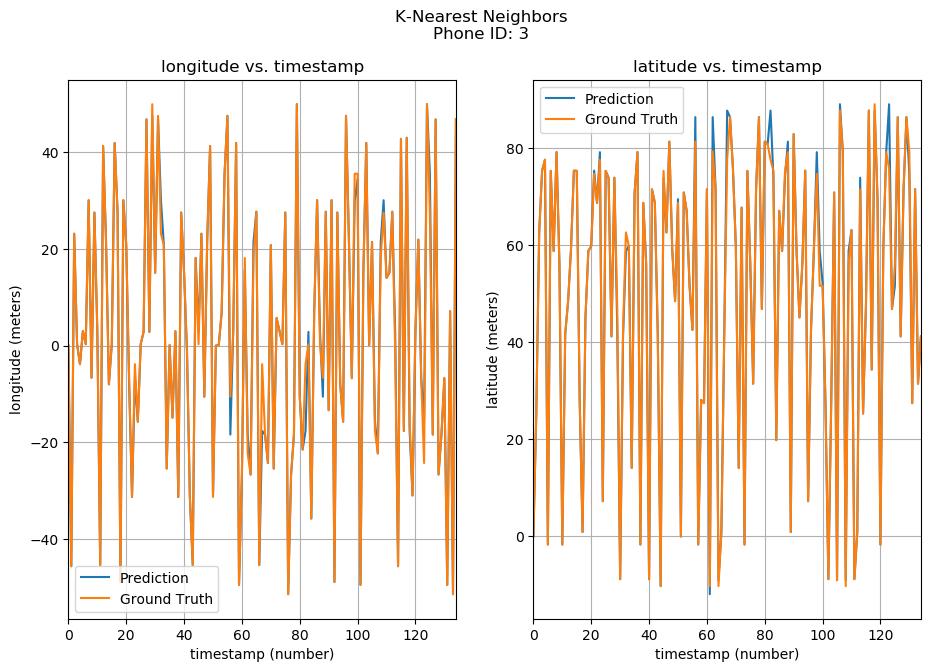 K-Nearest Neighbors
Phone ID: 3
longitude vs. timestamp
longitude (meters)
40
20
0
−20
−40
Prediction
Ground Truth
0
20
40
60
80
100
120
timestamp (number)
latitude vs. timestamp
latitude (meters)
Prediction
Ground Truth
80
60
40
20
0
0
20
40
60
80
100
120
timestamp (number)